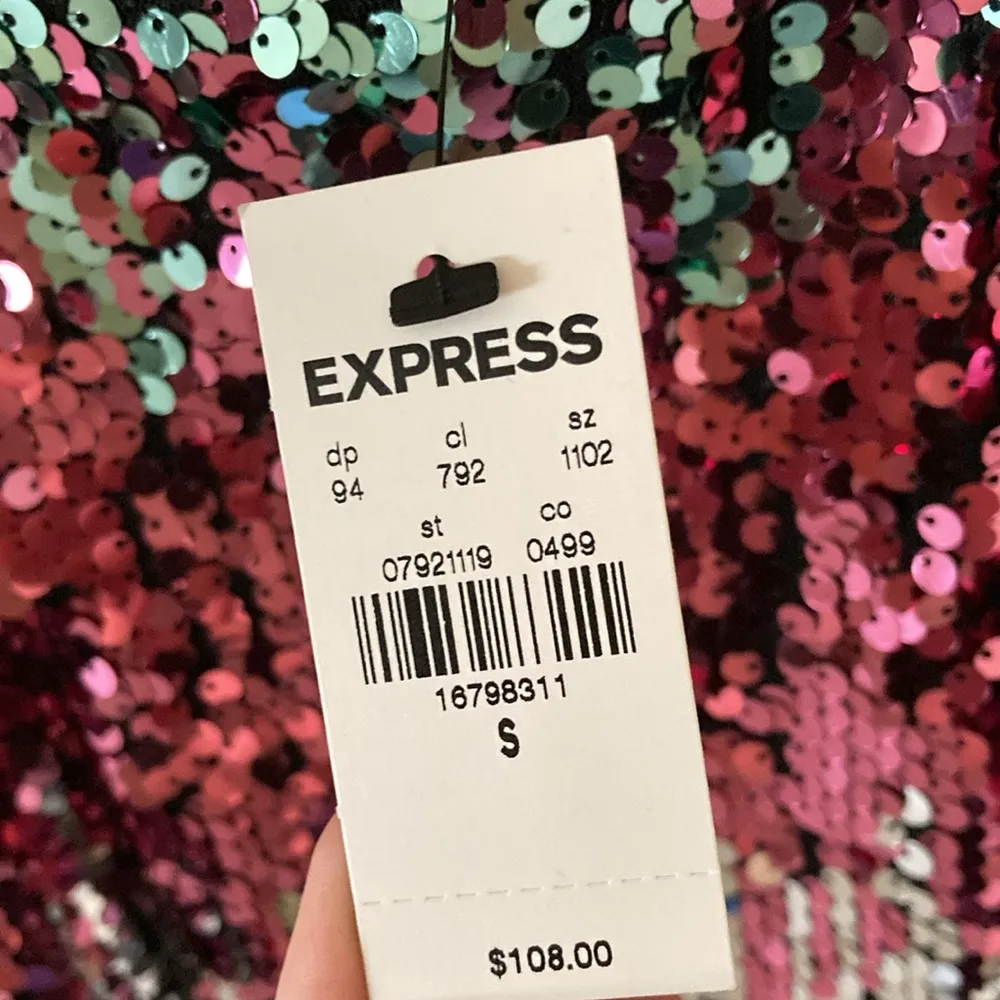 EXPRESS
dp cl sz
94 792 1102
st co
07921119 0499
16798311
S
$108.00